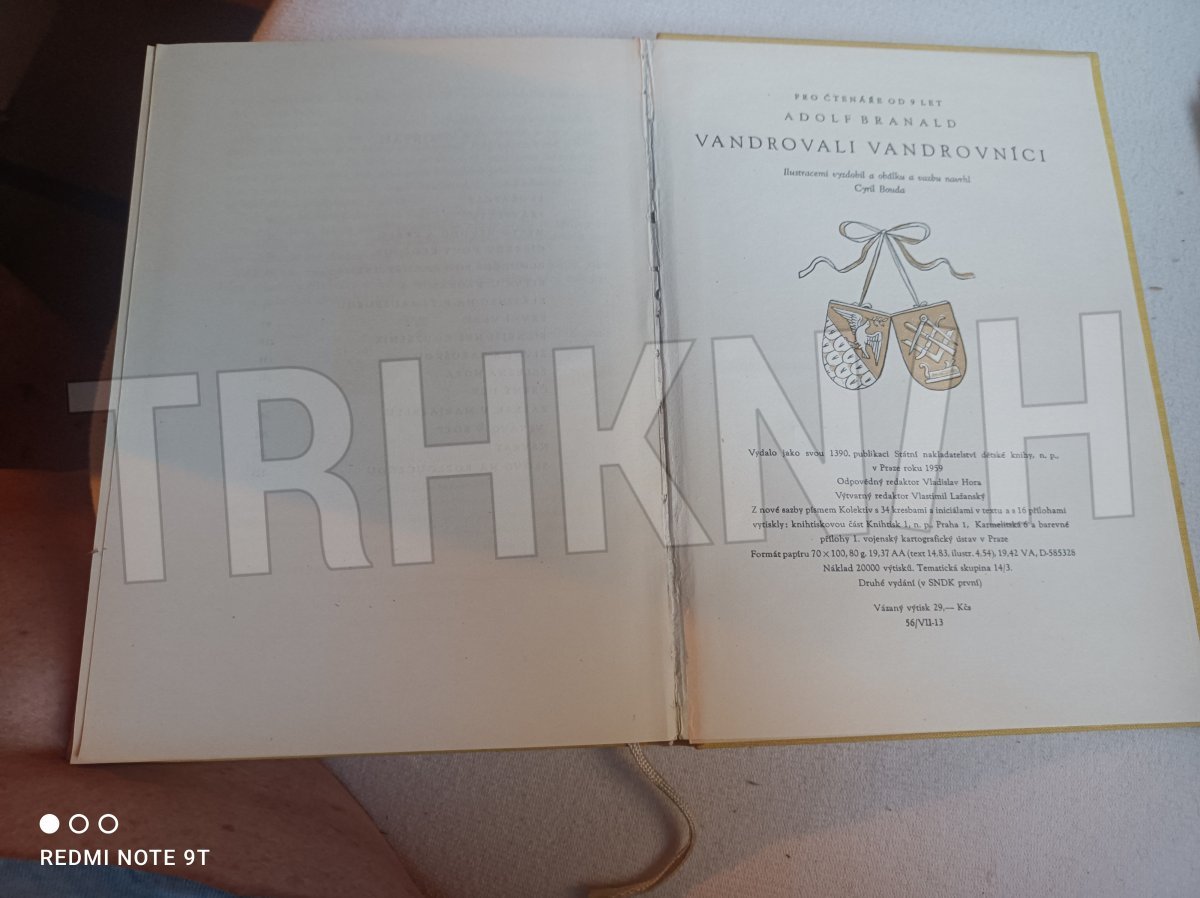 PRO ČTENÁŘE OD 9 LET
ADOLF BRANALD
VANDROVALI VANDROVNÍCI
Ilustracemi vyzdobil a obálku a vazbu navrhl
Cyril Bouda
TRHKNIH
Vydalo jako svou 1390. publikaci Státní nakladatelství dětské knihy, n. p.,
v Praze roku 1959
Odpovědný redaktor Vladislav Hora
Výtvarný redaktor Vlastimil Lažanský
Z nové sazby písmem Kolektiv s 34 kresbami a iniciálami v textu a s 16 přílohami
vytiskly: knihtiskovou část Knihtisk 1, n. p., Praha 1, Karmelitská 6 a barevné
přílohy 1. vojenský kartografický ústav v Praze
Formát papíru 70 × 100, 80 g. 19,37 AA (text 14,83, ilustr. 4,54), 19,42 VA, D-585326
Náklad 20000 výtisků. Tematická skupina 14/3.
Druhé vydání (v SNDK první)
Vázaný výtisk 29,— Kčs
56/VII-13
REDMI NOTE 9T